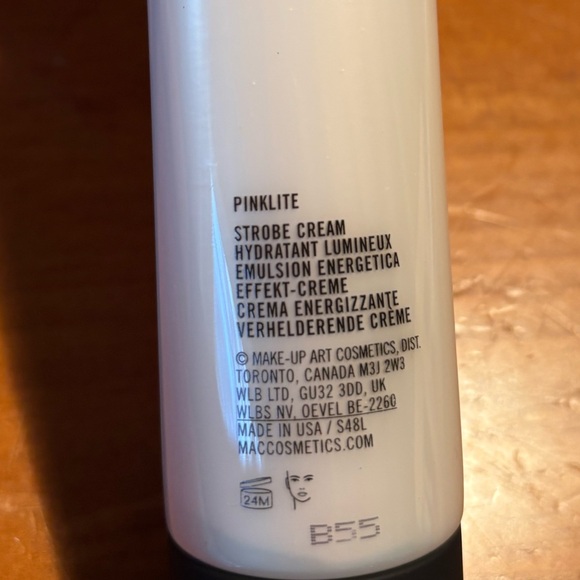 PINKLITE
STROBE CREAM
HYDRATANT LUMINEUX
EMULSION ENERGETICA
EFFEKT-CREME
CREMA ENERGIZZANTE
VERHELDERENDE CRÈME
© MAKE-UP ART COSMETICS, DIST.
TORONTO, CANADA M3J 2W3
WLB LTD, GU32 3DD, UK
WLBS NV, OEVEL BE-2260
MADE IN USA / S48L
MACCOSMETICS.COM
24M
B55